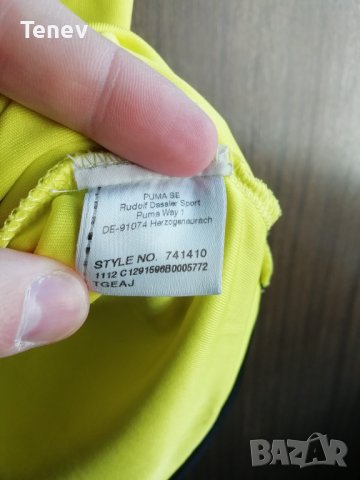 Tenev
PUMA SE
Rudolf Dassler Sport
Puma Way 1
DE-91074 Herzogenaurach
STYLE NO. 741410
1112 C1291596B0005772
TGEAJ
BAZAR